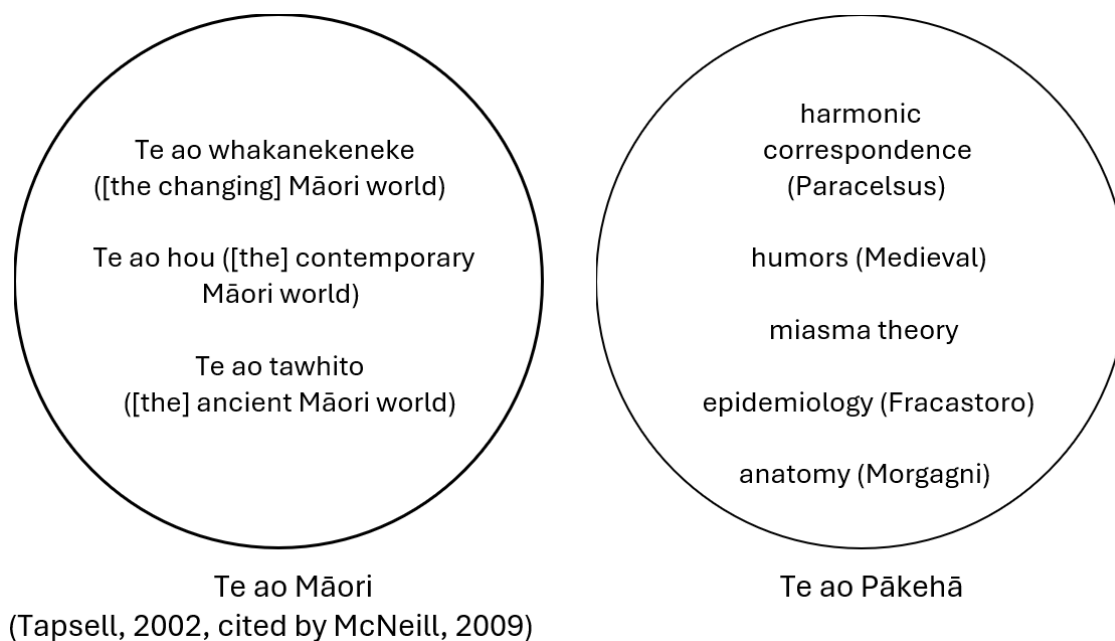 Te ao whakanekeneke
([the changing] Māori world)
Te ao hou ([the] contemporary
Māori world)
Te ao tawhito
([the] ancient Māori world)
Te ao Māori
(Tapsell, 2002, cited by McNeill, 2009)
harmonic
correspondence
(Paracelsus)
humors (Medieval)
miasma theory
epidemiology (Fracastoro)
anatomy (Morgagni)
Te ao Pākehā